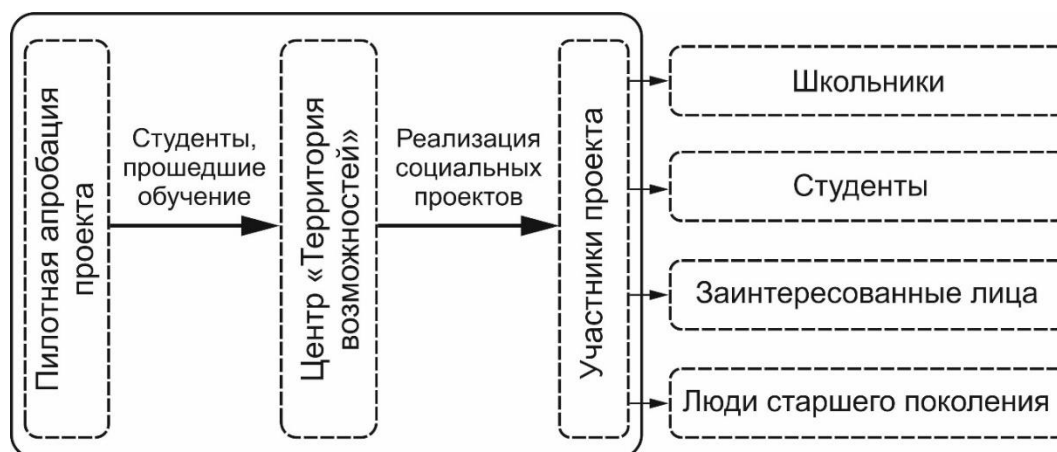 Пилотная апробация
проекта
Студенты,
прошедшие
обучение
Центр «Территория
возможностей»
Реализация
социальных
проектов
Участники проекта
Школьники
Студенты
Заинтересованные лица
Люди старшего поколения